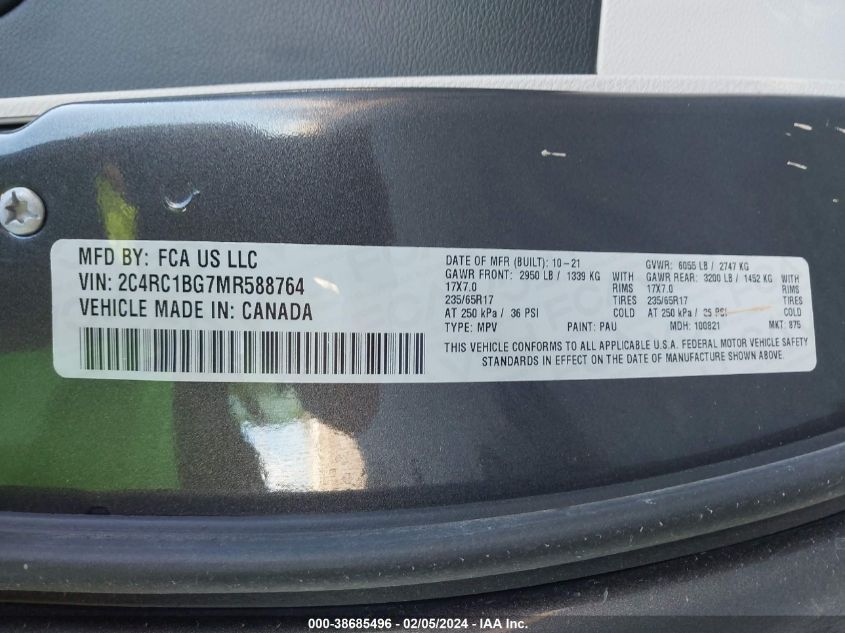 MFD BY: FCA US LLC
VIN: 2C4RC1BG7MR588764
VEHICLE MADE IN: CANADA
DATE OF MFR (BUILT): 10-21 GVWR: 6055 LB / 2747 KG
GAWR FRONT: 2950 LB / 1339 KG WITH GAWR REAR: 3200 LB / 1452 KG WITH
17X7.0 RIMS 17X7.0 RIMS
235/65R17 TIRES 235/65R17 TIRES
AT 250 kPa / 36 PSI COLD AT 250 kPa / PSI COLD
TYPE: MPV PAINT: PAU MDH: 100821 MKT: 875
THIS VEHICLE CONFORMS TO ALL APPLICABLE U.S.A. FEDERAL MOTOR VEHICLE SAFETY
STANDARDS IN EFFECT ON THE DATE OF MANUFACTURE SHOWN ABOVE.
000-38685496 - 02/05/2024 - IAA Inc.